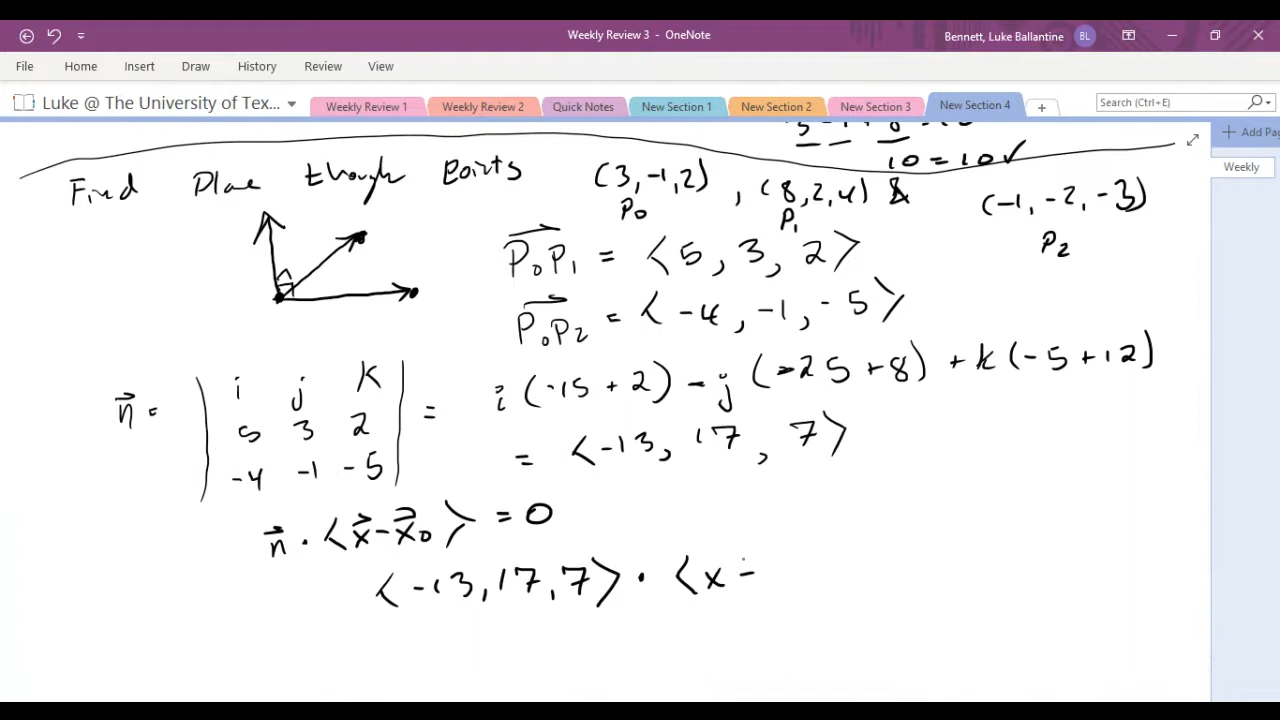 Weekly Review 3 - OneNote
Bennett, Luke Ballantine BL
File Home Insert Draw History Research Review View
Luke @ The University of Tex... Weekly Review 1 Weekly Review 2 Quick Notes New Section 1 New Section 2 New Section 3 New Section 4 + Search (Ctrl+E)
+ Add Pag
Weekly
10 = 10 ✓
Find Plane through Points (3,-1,2), (8,2,4) & (-1,-2,-3)
P0 P1 P2
P0P1 = <5, 3, 2>
P0P2 = <-4, -1, -5>
n = | i j k | = i(-15 + 2) - j(-25 + 8) + k(-5 + 12)
5 3 2
-4 -1 -5
= <-13, 17, 7>
n · <x - x0> = 0
<-13, 17, 7> · <x -